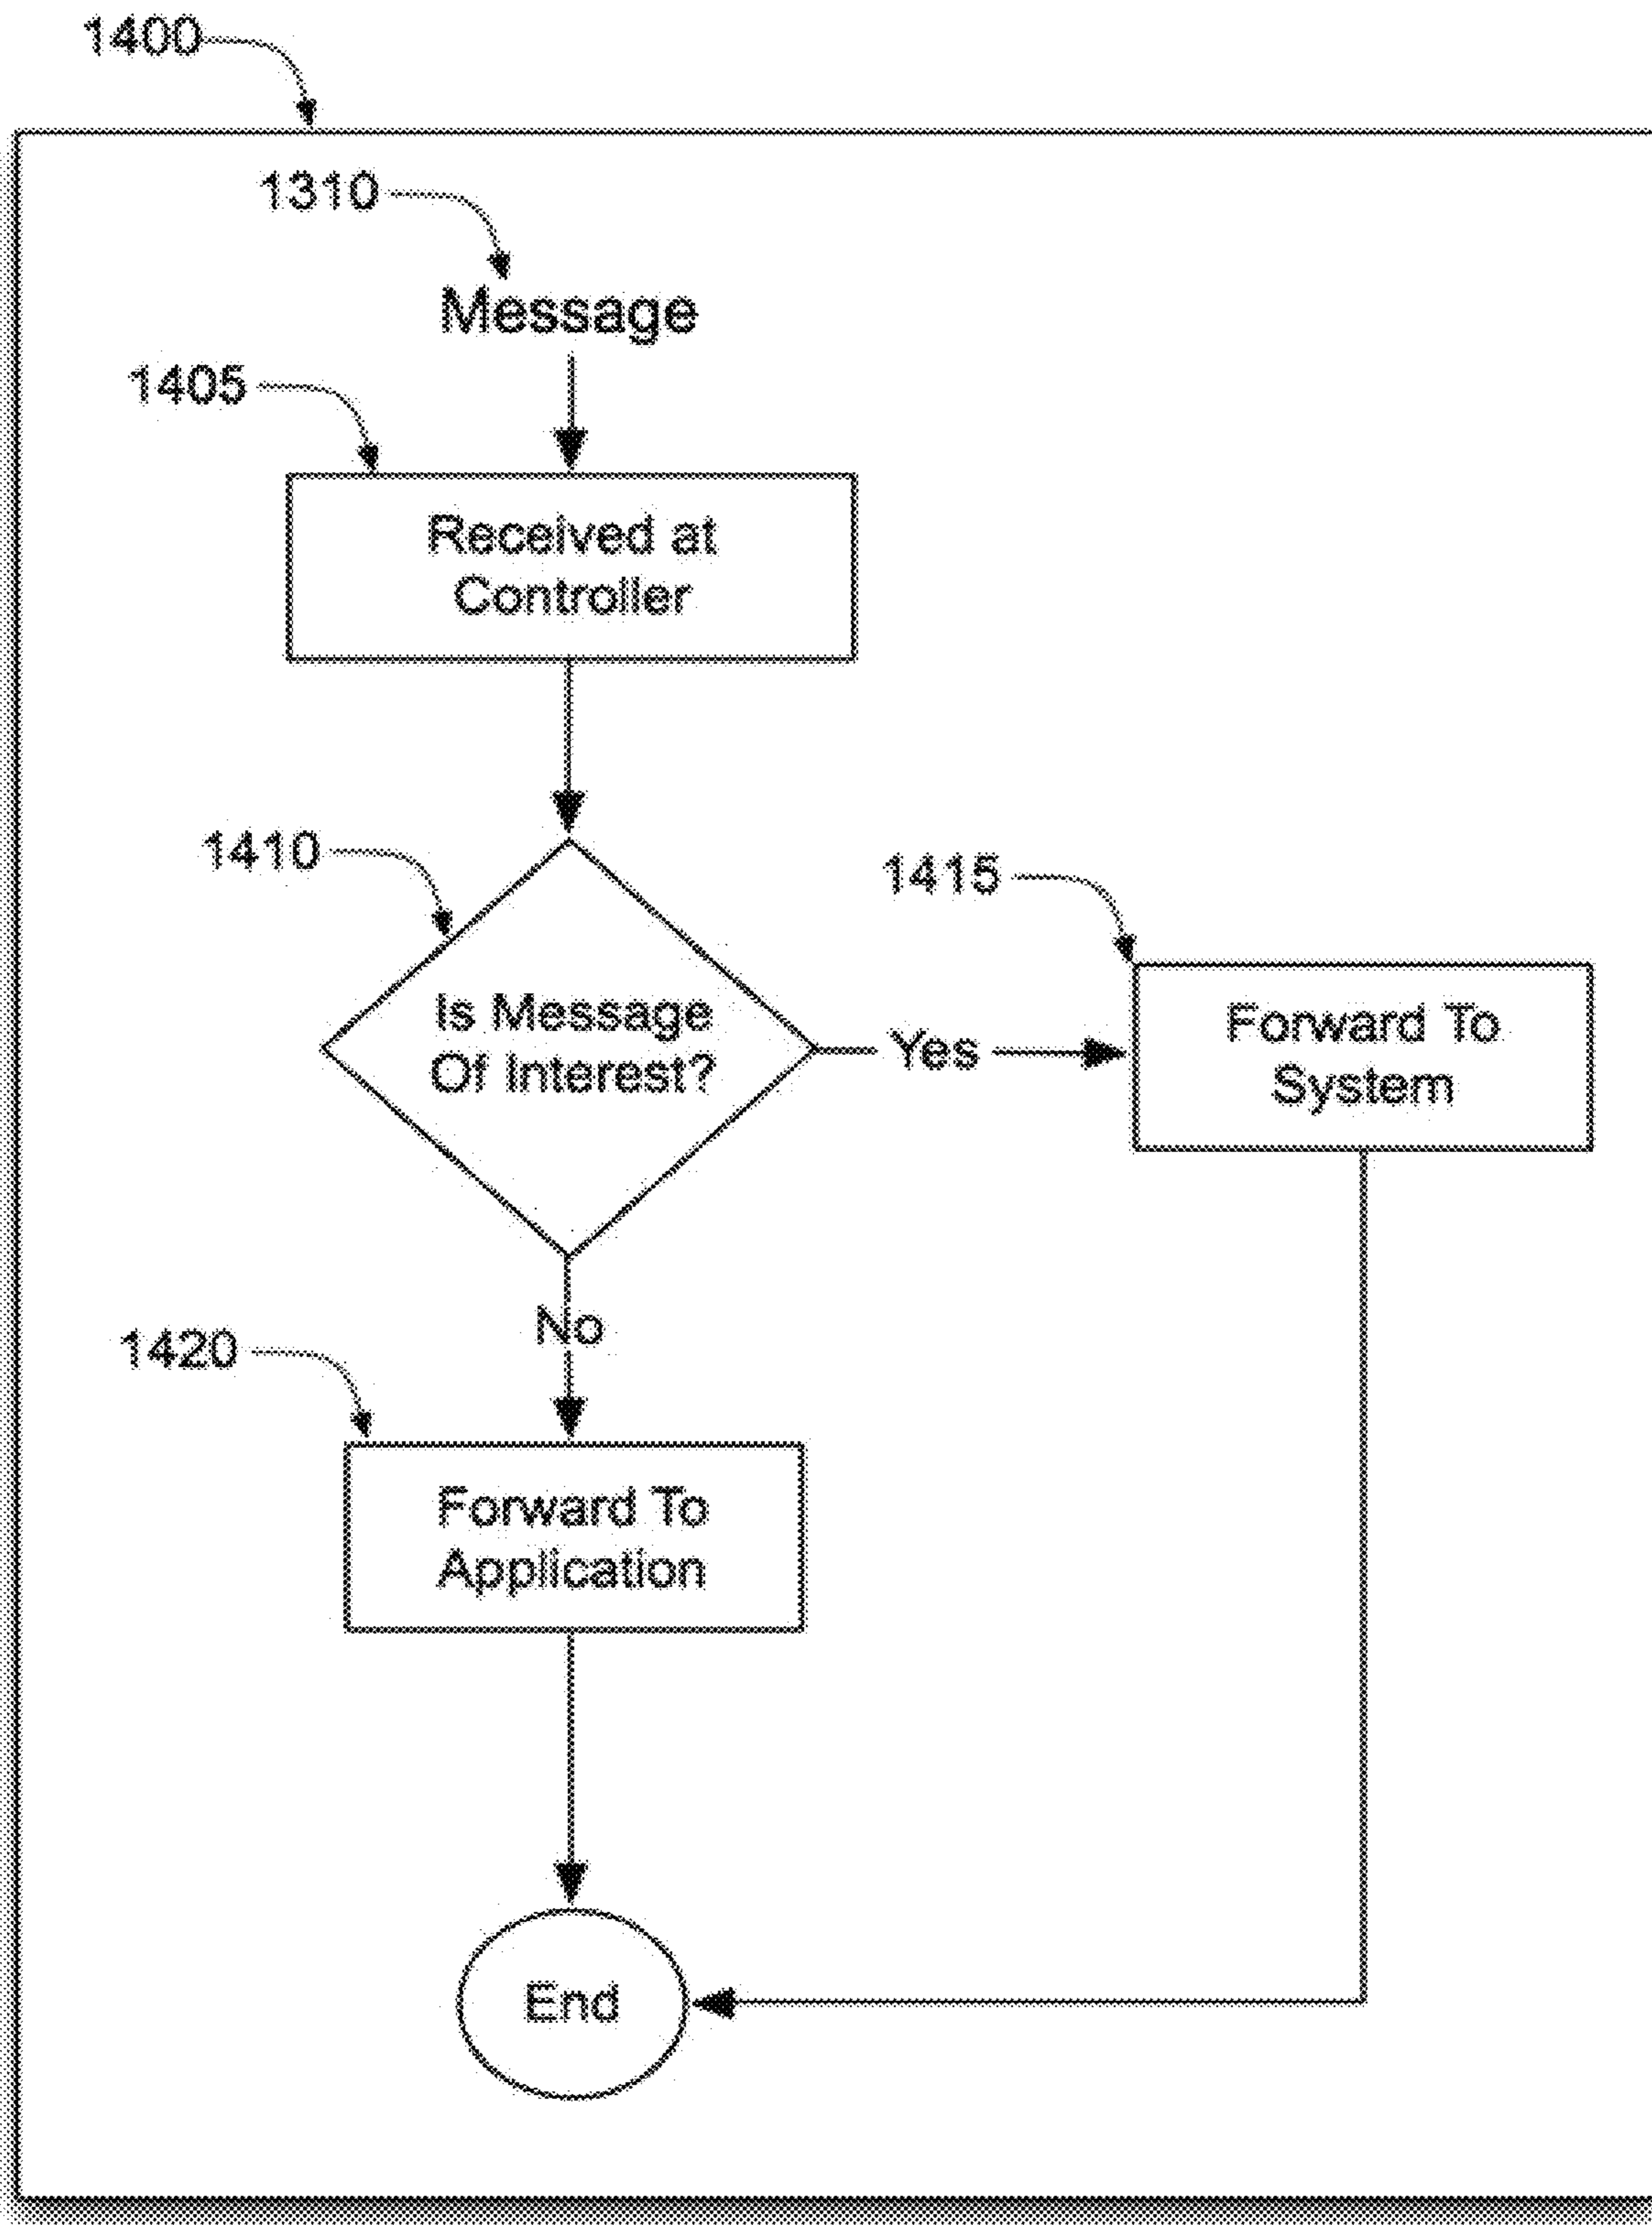 1400
1310
Message
1405
Received at
Controller
1410
Is Message
Of Interest?
Yes
1415
Forward To
System
No
1420
Forward To
Application
End